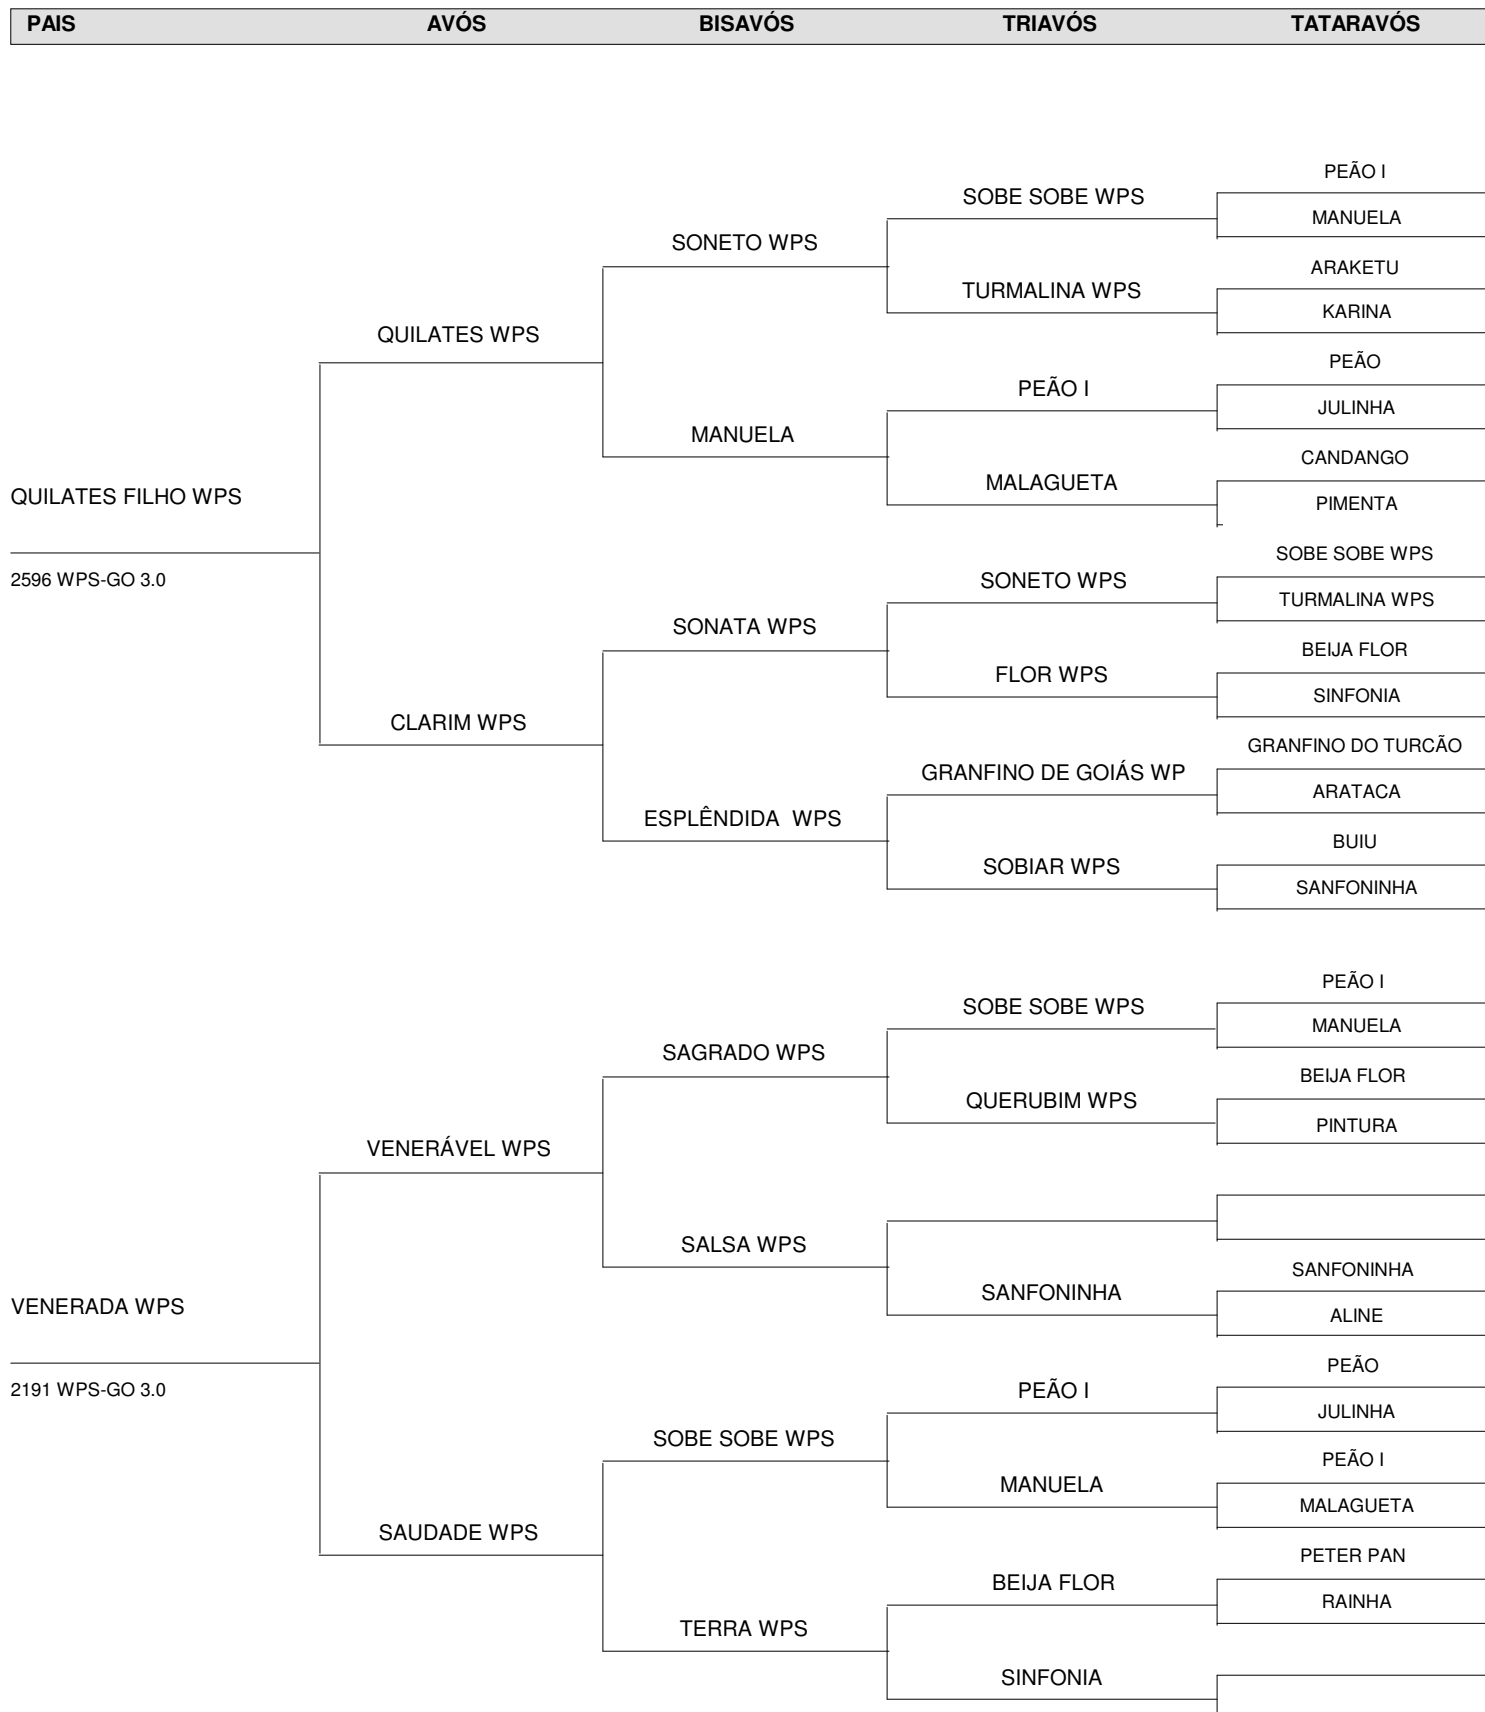 PAIS AVÓS BISAVÓS TRIAVÓS TATARAVÓS
PEÃO I
SOBE SOBE WPS
MANUELA
SONETO WPS
ARAKETU
TURMALINA WPS
KARINA
QUILATES WPS
PEÃO
PEÃO I
JULINHA
MANUELA
CANDANGO
MALAGUETA
QUILATES FILHO WPS
PIMENTA
SOBE SOBE WPS
2596 WPS-GO 3.0
SONETO WPS
TURMALINA WPS
SONATA WPS
BEIJA FLOR
FLOR WPS
SINFONIA
CLARIM WPS
GRANFINO DO TURCÃO
GRANFINO DE GOIÁS WP
ARATACA
ESPLÊNDIDA  WPS
BUIU
SOBIAR WPS
SANFONINHA
PEÃO I
SOBE SOBE WPS
MANUELA
SAGRADO WPS
BEIJA FLOR
QUERUBIM WPS
PINTURA
VENERÁVEL WPS
SALSA WPS
SANFONINHA
SANFONINHA
VENERADA WPS
ALINE
PEÃO
2191 WPS-GO 3.0
PEÃO I
JULINHA
SOBE SOBE WPS
PEÃO I
MANUELA
MALAGUETA
SAUDADE WPS
PETER PAN
BEIJA FLOR
RAINHA
TERRA WPS
SINFONIA